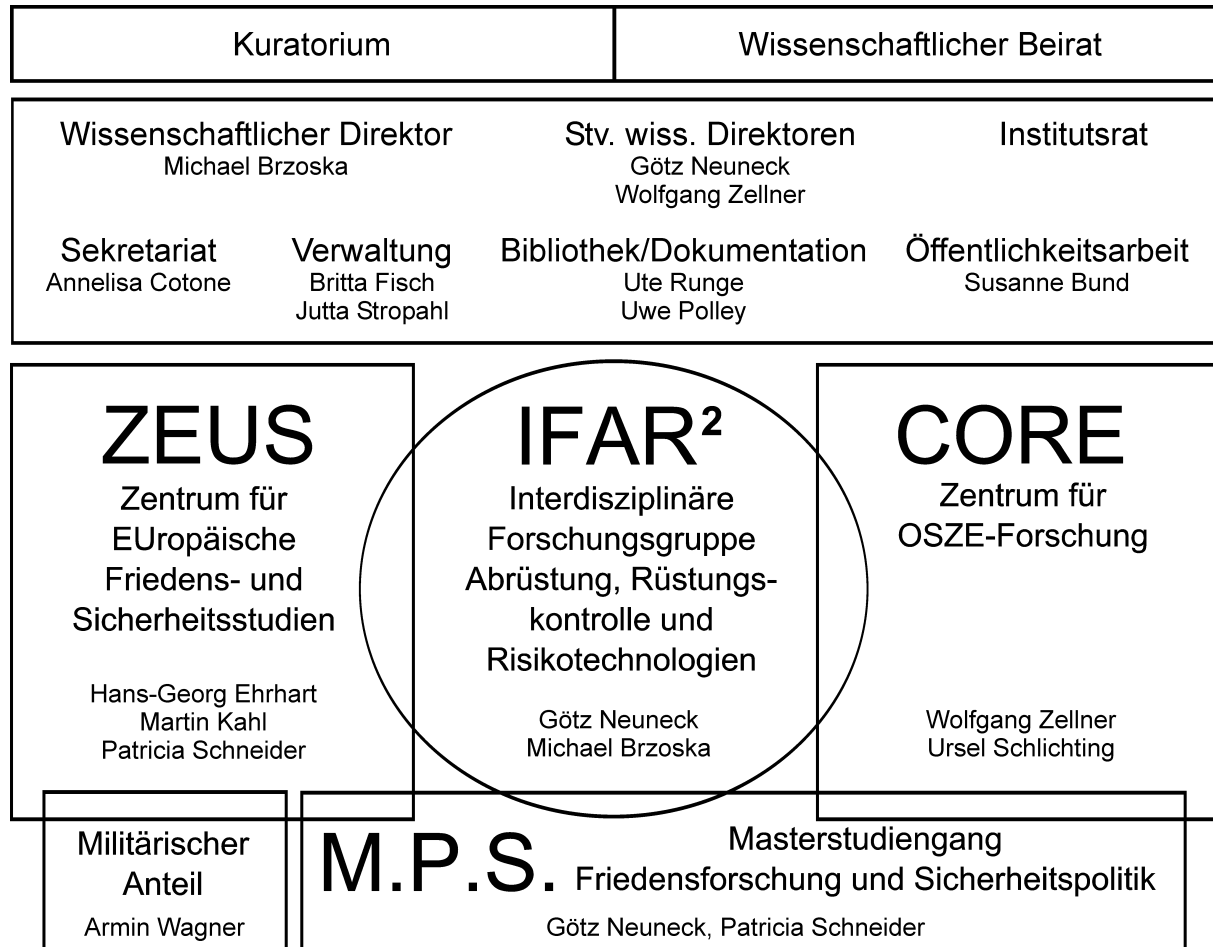 Kuratorium
Wissenschaftlicher Beirat
Wissenschaftlicher Direktor
Michael Brzoska
Stv. wiss. Direktoren
Götz Neuneck
Wolfgang Zellner
Institutsrat
Sekretariat
Annelisa Cotone
Verwaltung
Britta Fisch
Jutta Stropahl
Bibliothek/Dokumentation
Ute Runge
Uwe Polley
Öffentlichkeitsarbeit
Susanne Bund
ZEUS
Zentrum für
EUropäische
Friedens- und
Sicherheitsstudien
Hans-Georg Ehrhart
Martin Kahl
Patricia Schneider
IFAR²
Interdisziplinäre
Forschungsgruppe
Abrüstung, Rüstungs-
kontrolle und
Risikotechnologien
Götz Neuneck
Michael Brzoska
CORE
Zentrum für
OSZE-Forschung
Wolfgang Zellner
Ursel Schlichting
Militärischer
Anteil
Armin Wagner
M.P.S.
Masterstudiengang
Friedensforschung und Sicherheitspolitik
Götz Neuneck, Patricia Schneider